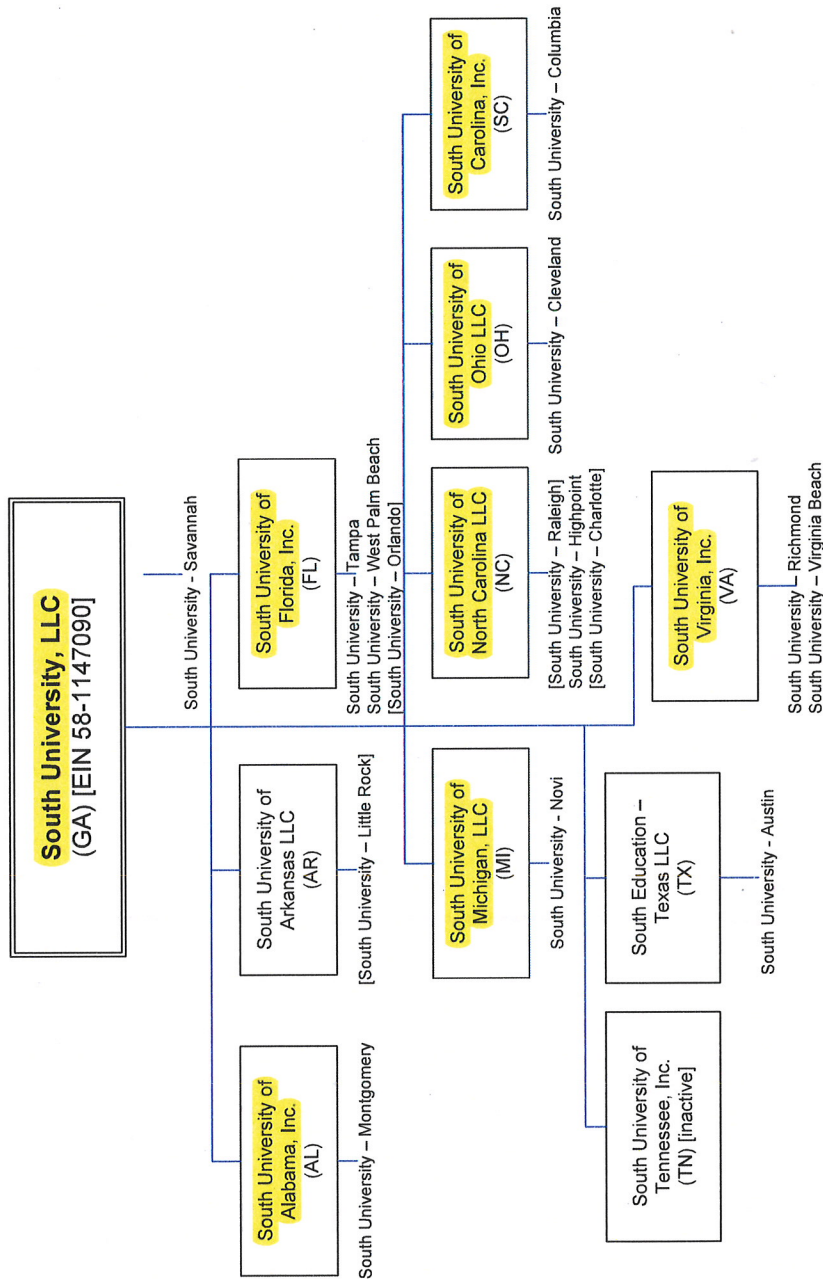 South University, LLC
(GA) [EIN 58-1147090]
South University - Savannah
South University of
Alabama, Inc.
(AL)
South University – Montgomery
South University of
Arkansas LLC
(AR)
[South University – Little Rock]
South University of
Florida, Inc.
(FL)
South University – Tampa
South University – West Palm Beach
[South University – Orlando]
South University of
Michigan, LLC
(MI)
South University - Novi
South University of
North Carolina LLC
(NC)
[South University – Raleigh]
South University – Highpoint
[South University – Charlotte]
South University of
Ohio LLC
(OH)
South University – Cleveland
South University of
Carolina, Inc.
(SC)
South University – Columbia
South University of
Tennessee, Inc.
(TN) [inactive]
South Education –
Texas LLC
(TX)
South University - Austin
South University of
Virginia, Inc.
(VA)
South University – Richmond
South University – Virginia Beach